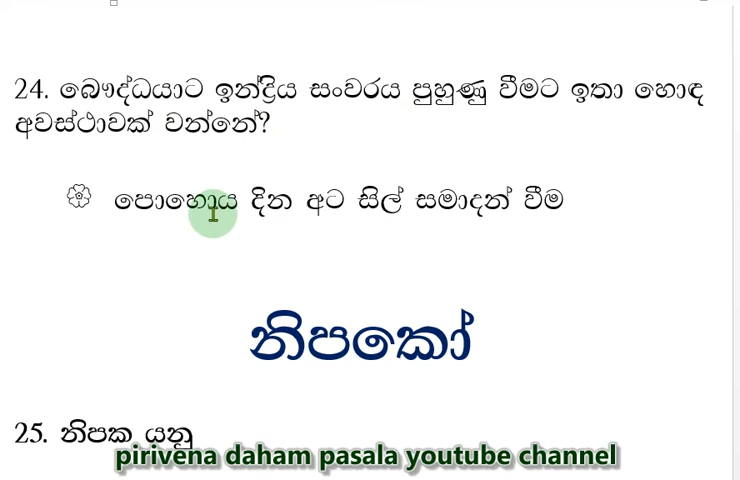 24. බෞද්ධයාට ඉන්ද්‍රිය සංවරය පුහුණු වීමට ඉතා හොඳ
අවස්ථාවක් වන්නේ?
පොහොය දින අට සිල් සමාදන් වීම
නිපකෝ
25. නිපක යනු
pirivena daham pasala youtube channel